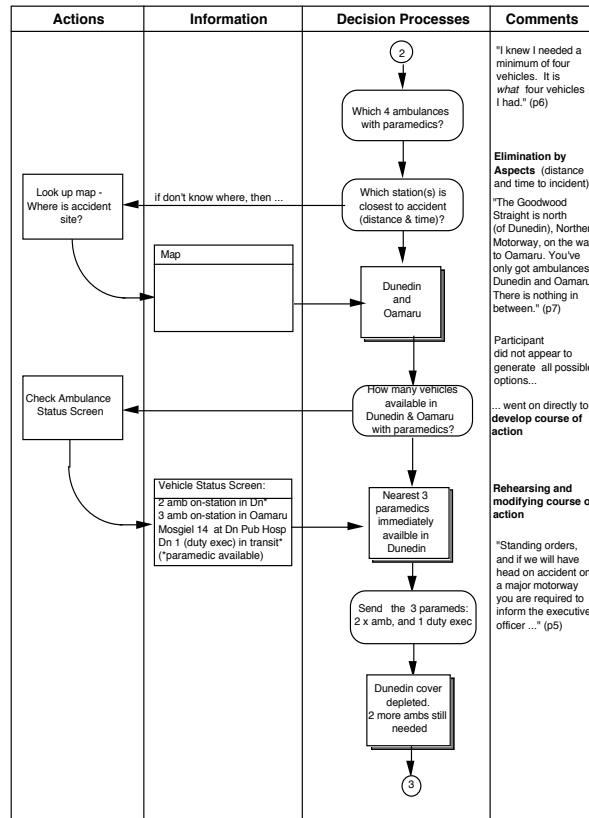 Actions
Information
Decision Processes
Comments
2
Which 4 ambulances
with paramedics?
"I knew I needed a
minimum of four
vehicles. It is
what four vehicles
I had." (p6)
Look up map -
Where is accident
site?
if don't know where, then ...
Which station(s) is
closest to accident
(distance & time)?
Elimination by
Aspects (distance
and time to incident)
"The Goodwood
Straight is north
(of Dunedin), Norther
Motorway, on the wa
to Oamaru. You've
only got ambulances
Dunedin and Oamaru
There is nothing in
between." (p7)
Map
Dunedin
and
Oamaru
Participant
did not appear to
generate all possible
options...
Check Ambulance
Status Screen
How many vehicles
available in
Dunedin & Oamaru
with paramedics?
... went on directly to
develop course of
action
Vehicle Status Screen:
2 amb on-station in Dn*
3 amb on-station in Oamaru
Mosgiel 14 at Dn Pub Hosp
Dn 1 (duty exec) in transit*
(*paramedic available)
Nearest 3
paramedics
immediately
availble in
Dunedin
Rehearsing and
modifying course o
action
"Standing orders,
and if we will have
head on accident on
a major motorway
you are required to
inform the executive
officer ..." (p5)
Send the 3 parameds:
2 x amb, and 1 duty exec
Dunedin cover
depleted.
2 more ambs still
needed
3